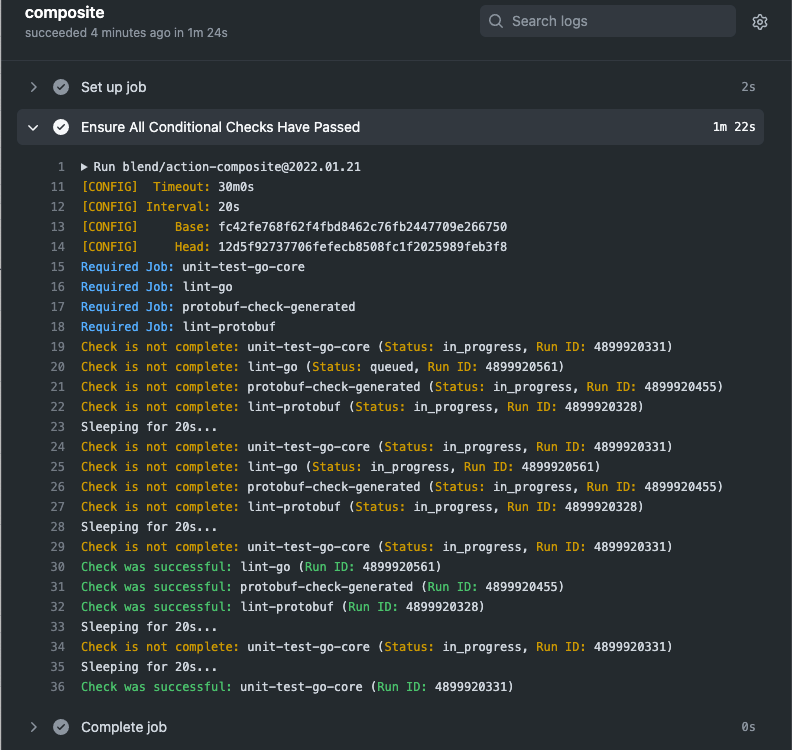 composite
succeeded 4 minutes ago in 1m 24s
Search logs
Set up job 2s
Ensure All Conditional Checks Have Passed 1m 22s
1 Run blend/action-composite@2022.01.21
11 [CONFIG] Timeout: 30m0s
12 [CONFIG] Interval: 20s
13 [CONFIG] Base: fc42fe768f62f4fbd8462c76fb2447709e266750
14 [CONFIG] Head: 12d5f92737706fefecb8508fc1f2025989feb3f8
15 Required Job: unit-test-go-core
16 Required Job: lint-go
17 Required Job: protobuf-check-generated
18 Required Job: lint-protobuf
19 Check is not complete: unit-test-go-core (Status: in_progress, Run ID: 4899920331)
20 Check is not complete: lint-go (Status: queued, Run ID: 4899920561)
21 Check is not complete: protobuf-check-generated (Status: in_progress, Run ID: 4899920455)
22 Check is not complete: lint-protobuf (Status: in_progress, Run ID: 4899920328)
23 Sleeping for 20s...
24 Check is not complete: unit-test-go-core (Status: in_progress, Run ID: 4899920331)
25 Check is not complete: lint-go (Status: in_progress, Run ID: 4899920561)
26 Check is not complete: protobuf-check-generated (Status: in_progress, Run ID: 4899920455)
27 Check is not complete: lint-protobuf (Status: in_progress, Run ID: 4899920328)
28 Sleeping for 20s...
29 Check is not complete: unit-test-go-core (Status: in_progress, Run ID: 4899920331)
30 Check was successful: lint-go (Run ID: 4899920561)
31 Check was successful: protobuf-check-generated (Run ID: 4899920455)
32 Check was successful: lint-protobuf (Run ID: 4899920328)
33 Sleeping for 20s...
34 Check is not complete: unit-test-go-core (Status: in_progress, Run ID: 4899920331)
35 Sleeping for 20s...
36 Check was successful: unit-test-go-core (Run ID: 4899920331)
Complete job 0s